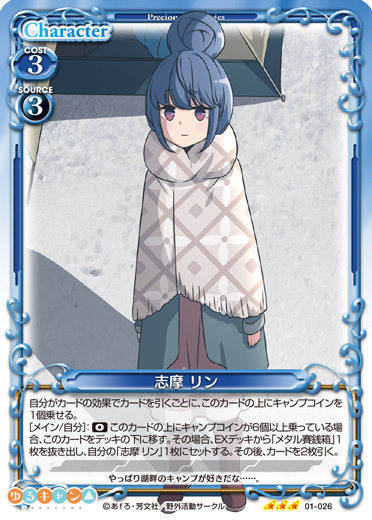 Precious Memories
Character
COST
3
SOURCE
3
志摩 リン
自分がカードの効果でカードを引くごとに、このカードの上にキャンプコインを
1個乗せる。
[メイン/自分]: このカードの上にキャンプコインが6個以上乗っている場
合、このカードをデッキの下に移す。その場合、EXデッキから「メタル賽銭箱」1
枚を抜き出し、自分の「志摩 リン」1枚にセットする。その後、カードを2枚引く。
やっぱり湖畔のキャンプが好きだな……。
ゆるキャン△
©あfろ・芳文社/野外活動サークル
01-026